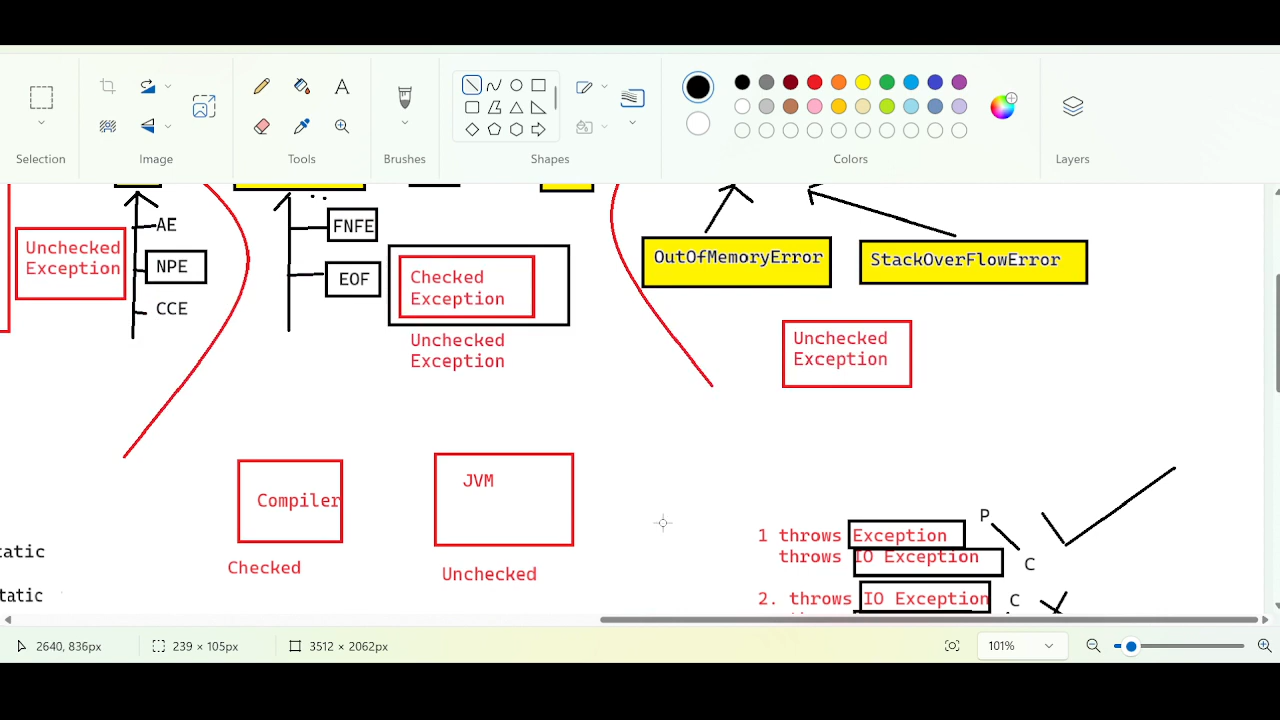 Selection
Image
Tools
Brushes
Shapes
Colors
Layers
AE
Unchecked
Exception
NPE
CCE
FNFE
EOF
Checked
Exception
Unchecked
Exception
OutOfMemoryError
StackOverFlowError
Unchecked
Exception
Compiler
Checked
JVM
Unchecked
tatic
tatic
P
1 throws Exception
throws IO Exception
C
2. throws IO Exception C
2640, 836px
239 × 105px
3512 × 2062px
101%